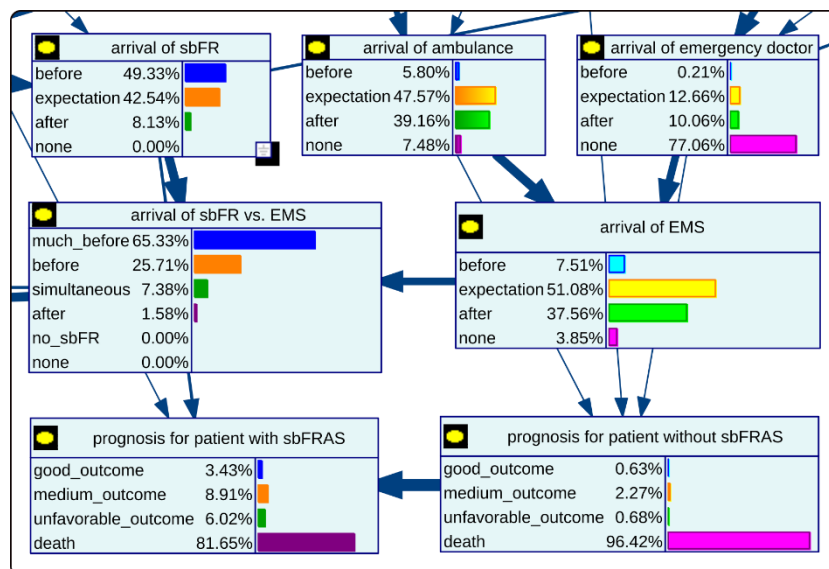 arrival of sbFR
before 49.33%
expectation 42.54%
after 8.13%
none 0.00%
arrival of ambulance
before 5.80%
expectation 47.57%
after 39.16%
none 7.48%
arrival of emergency doctor
before 0.21%
expectation 12.66%
after 10.06%
none 77.06%
arrival of sbFR vs. EMS
much_before 65.33%
before 25.71%
simultaneous 7.38%
after 1.58%
no_sbFR 0.00%
none 0.00%
arrival of EMS
before 7.51%
expectation 51.08%
after 37.56%
none 3.85%
prognosis for patient with sbFRAS
good_outcome 3.43%
medium_outcome 8.91%
unfavorable_outcome 6.02%
death 81.65%
prognosis for patient without sbFRAS
good_outcome 0.63%
medium_outcome 2.27%
unfavorable_outcome 0.68%
death 96.42%